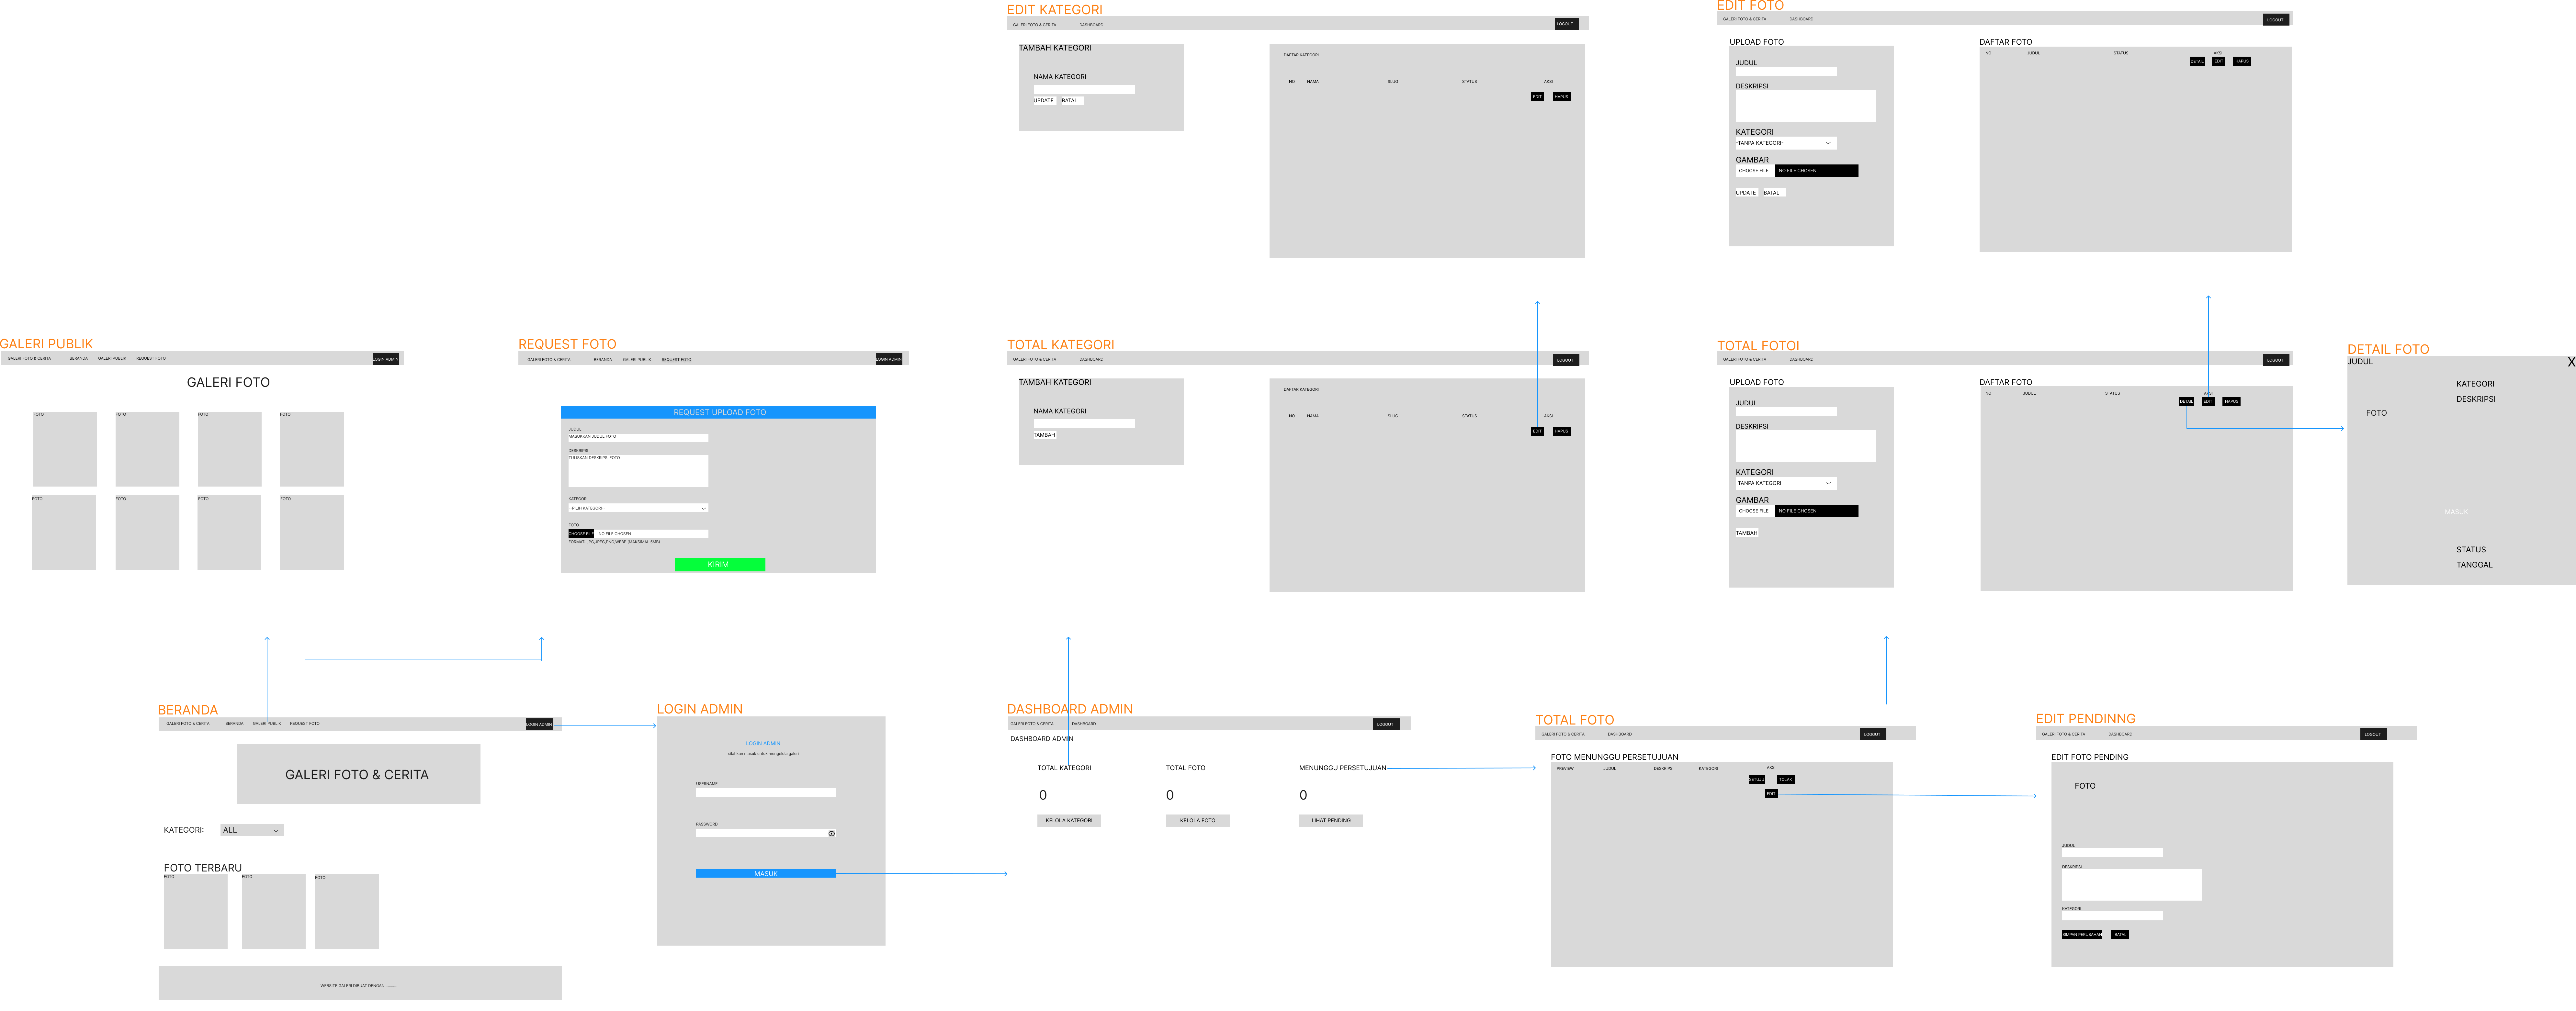 EDIT KATEGORI
GALERI FOTO & CERITA DASHBOARD LOGOUT
TAMBAH KATEGORI
NAMA KATEGORI
UPDATE BATAL
DAFTAR KATEGORI
NO NAMA SLUG STATUS AKSI
EDIT HAPUS
EDIT FOTO
GALERI FOTO & CERITA DASHBOARD LOGOUT
UPLOAD FOTO
JUDUL
DESKRIPSI
KATEGORI
-TANPA KATEGORI-
GAMBAR
CHOOSE FILE NO FILE CHOSEN
UPDATE BATAL
DAFTAR FOTO
NO JUDUL STATUS AKSI
DETAIL EDIT HAPUS
GALERI PUBLIK
GALERI FOTO & CERITA BERANDA GALERI PUBLIK REQUEST FOTO LOGIN ADMIN
GALERI FOTO
FOTO FOTO FOTO FOTO
FOTO FOTO FOTO FOTO
REQUEST FOTO
GALERI FOTO & CERITA BERANDA GALERI PUBLIK REQUEST FOTO LOGIN ADMIN
REQUEST UPLOAD FOTO
JUDUL
MASUKKAN JUDUL FOTO
DESKRIPSI
TULISKAN DESKRIPSI FOTO
KATEGORI
--PILIH KATEGORI--
FOTO
CHOOSE FILE NO FILE CHOSEN
FORMAT: JPG,JPEG,PNG,WEBP (MAKSIMAL 5MB)
KIRIM
TOTAL KATEGORI
GALERI FOTO & CERITA DASHBOARD LOGOUT
TAMBAH KATEGORI
NAMA KATEGORI
TAMBAH
DAFTAR KATEGORI
NO NAMA SLUG STATUS AKSI
EDIT HAPUS
TOTAL FOTOI
GALERI FOTO & CERITA DASHBOARD LOGOUT
UPLOAD FOTO
JUDUL
DESKRIPSI
KATEGORI
-TANPA KATEGORI-
GAMBAR
CHOOSE FILE NO FILE CHOSEN
TAMBAH
DAFTAR FOTO
NO JUDUL STATUS AKSI
DETAIL EDIT HAPUS
DETAIL FOTO
JUDUL X
KATEGORI
DESKRIPSI
FOTO
MASUK
STATUS
TANGGAL
BERANDA
GALERI FOTO & CERITA BERANDA GALERI PUBLIK REQUEST FOTO LOGIN ADMIN
GALERI FOTO & CERITA
KATEGORI: ALL
FOTO TERBARU
FOTO FOTO FOTO
WEBSITE GALERI DIBUAT DENGAN...........
LOGIN ADMIN
LOGIN ADMIN
silahkan masuk untuk mengelola galeri
USERNAME
PASSWORD
MASUK
DASHBOARD ADMIN
GALERI FOTO & CERITA DASHBOARD LOGOUT
DASHBOARD ADMIN
TOTAL KATEGORI TOTAL FOTO MENUNGGU PERSETUJUAN
0 0 0
KELOLA KATEGORI KELOLA FOTO LIHAT PENDING
TOTAL FOTO
GALERI FOTO & CERITA DASHBOARD LOGOUT
FOTO MENUNGGU PERSETUJUAN
PREVIEW JUDUL DESKRIPSI KATEGORI AKSI
SETUJU TOLAK
EDIT
EDIT PENDINNG
GALERI FOTO & CERITA DASHBOARD LOGOUT
EDIT FOTO PENDING
FOTO
JUDUL
DESKRIPSI
KATEGORI
SIMPAN PERUBAHAN BATAL